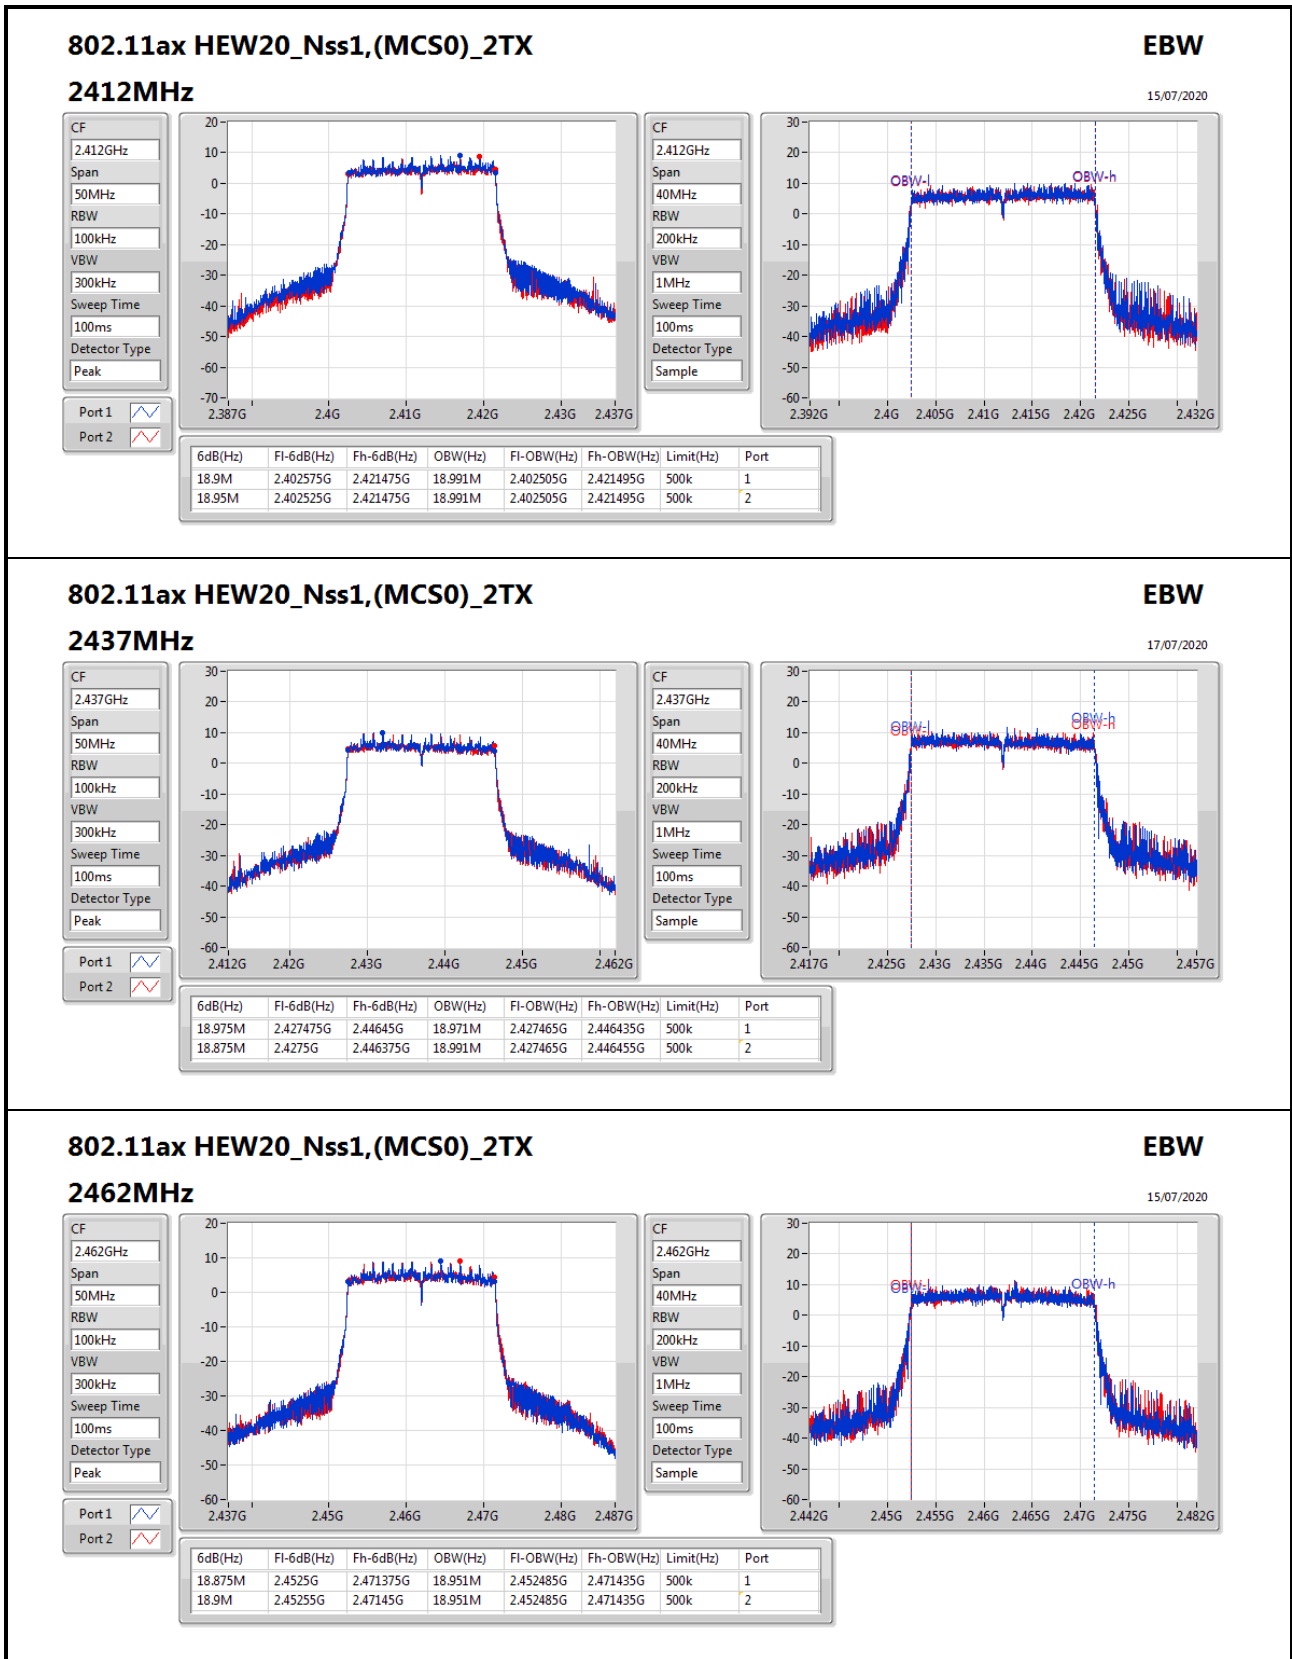 802.11ax HEW20_Nss1,(MCS0)_2TX EBW
2412MHz 15/07/2020
CF
2.412GHz
Span
50MHz
RBW
100kHz
VBW
300kHz
Sweep Time
100ms
Detector Type
Peak
Port 1
Port 2
20
10
0
-10
-20
-30
-40
-50
-60
-70
2.387G 2.4G 2.41G 2.42G 2.43G 2.437G
CF
2.412GHz
Span
40MHz
RBW
200kHz
VBW
1MHz
Sweep Time
100ms
Detector Type
Sample
30
20
10
0
-10
-20
-30
-40
-50
-60
OBW-l OBW-h
2.392G 2.4G 2.405G 2.41G 2.415G 2.42G 2.425G 2.432G
6dB(Hz) Fl-6dB(Hz) Fh-6dB(Hz) OBW(Hz) Fl-OBW(Hz) Fh-OBW(Hz) Limit(Hz) Port
18.9M 2.402575G 2.421475G 18.991M 2.402505G 2.421495G 500k 1
18.95M 2.402525G 2.421475G 18.991M 2.402505G 2.421495G 500k 2
802.11ax HEW20_Nss1,(MCS0)_2TX EBW
2437MHz 17/07/2020
CF
2.437GHz
Span
50MHz
RBW
100kHz
VBW
300kHz
Sweep Time
100ms
Detector Type
Peak
Port 1
Port 2
30
20
10
0
-10
-20
-30
-40
-50
-60
2.412G 2.42G 2.43G 2.44G 2.45G 2.462G
CF
2.437GHz
Span
40MHz
RBW
200kHz
VBW
1MHz
Sweep Time
100ms
Detector Type
Sample
30
20
10
0
-10
-20
-30
-40
-50
-60
OBW-l OBW-h
OBW-l OBW-h
2.417G 2.425G 2.43G 2.435G 2.44G 2.445G 2.45G 2.457G
6dB(Hz) Fl-6dB(Hz) Fh-6dB(Hz) OBW(Hz) Fl-OBW(Hz) Fh-OBW(Hz) Limit(Hz) Port
18.975M 2.427475G 2.44645G 18.971M 2.427465G 2.446435G 500k 1
18.875M 2.4275G 2.446375G 18.991M 2.427465G 2.446455G 500k 2
802.11ax HEW20_Nss1,(MCS0)_2TX EBW
2462MHz 15/07/2020
CF
2.462GHz
Span
50MHz
RBW
100kHz
VBW
300kHz
Sweep Time
100ms
Detector Type
Peak
Port 1
Port 2
20
10
0
-10
-20
-30
-40
-50
-60
2.437G 2.45G 2.46G 2.47G 2.48G 2.487G
CF
2.462GHz
Span
40MHz
RBW
200kHz
VBW
1MHz
Sweep Time
100ms
Detector Type
Sample
30
20
10
0
-10
-20
-30
-40
-50
-60
OBW-l OBW-h
OBW-l
2.442G 2.45G 2.455G 2.46G 2.465G 2.47G 2.475G 2.482G
6dB(Hz) Fl-6dB(Hz) Fh-6dB(Hz) OBW(Hz) Fl-OBW(Hz) Fh-OBW(Hz) Limit(Hz) Port
18.875M 2.4525G 2.471375G 18.951M 2.452485G 2.471435G 500k 1
18.9M 2.45255G 2.47145G 18.951M 2.452485G 2.471435G 500k 2